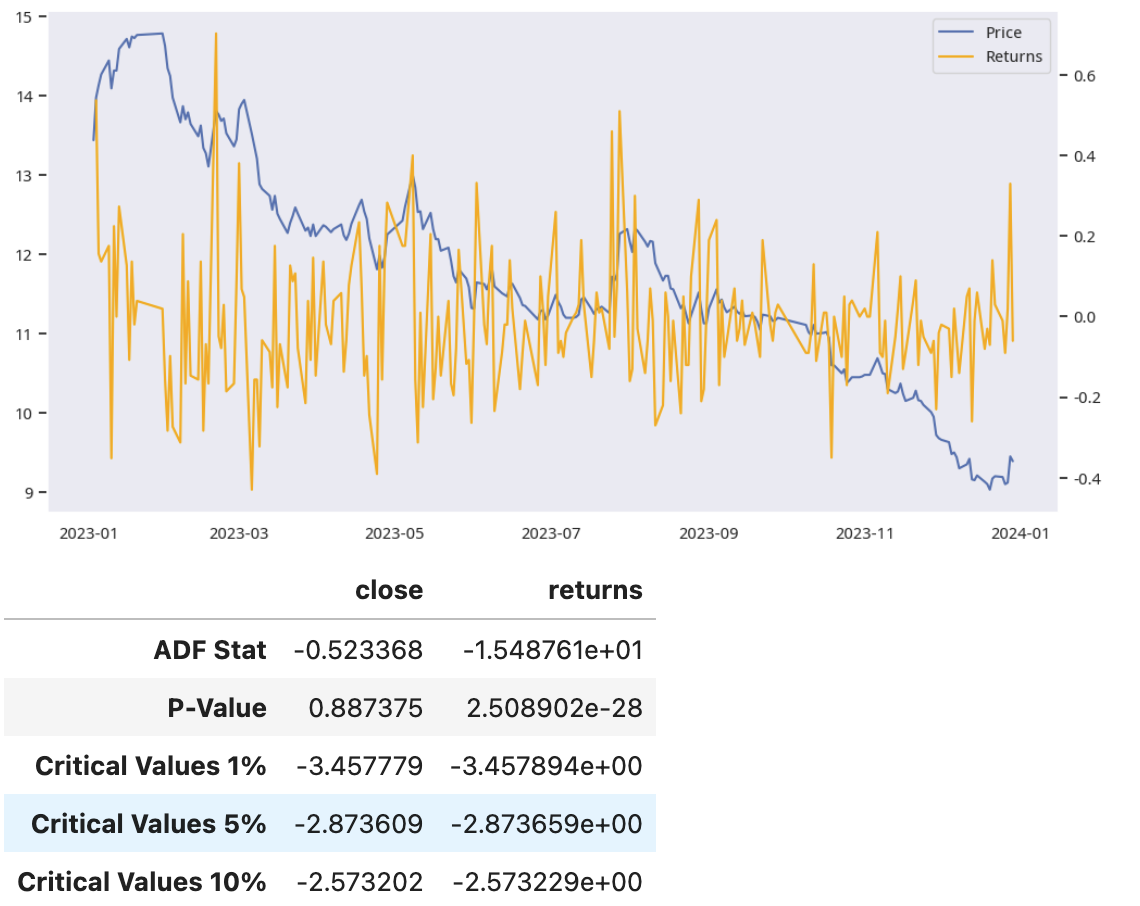 15
14
13
12
11
10
9
Price
Returns
0.6
0.4
0.2
0.0
-0.2
-0.4
2023-01 2023-03 2023-05 2023-07 2023-09 2023-11 2024-01
close returns
ADF Stat -0.523368 -1.548761e+01
P-Value 0.887375 2.508902e-28
Critical Values 1% -3.457779 -3.457894e+00
Critical Values 5% -2.873609 -2.873659e+00
Critical Values 10% -2.573202 -2.573229e+00